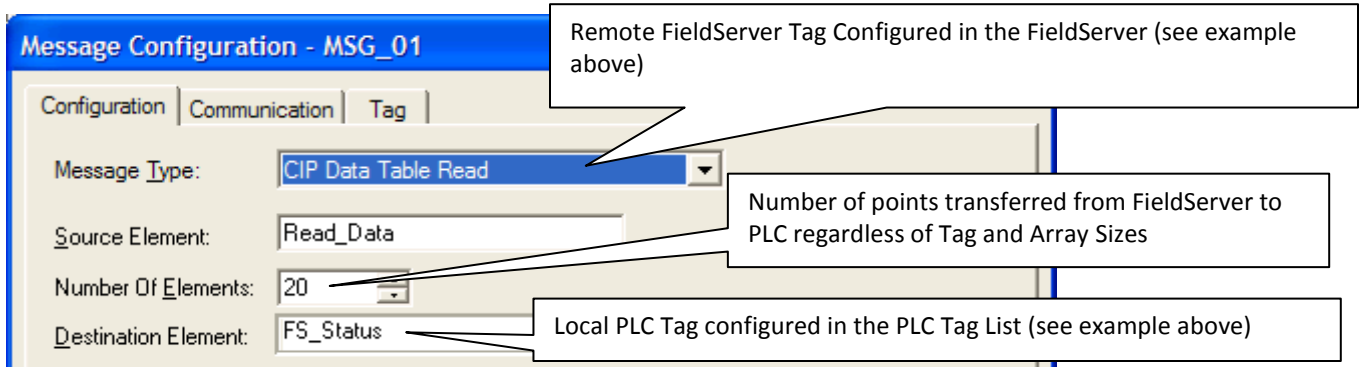 Remote FieldServer Tag Configured in the FieldServer (see example
above)
Message Configuration - MSG_01
Configuration Communication Tag
Message Type: CIP Data Table Read
Number of points transferred from FieldServer to
PLC regardless of Tag and Array Sizes
Source Element: Read_Data
Number Of Elements: 20
Local PLC Tag configured in the PLC Tag List (see example above)
Destination Element: FS_Status